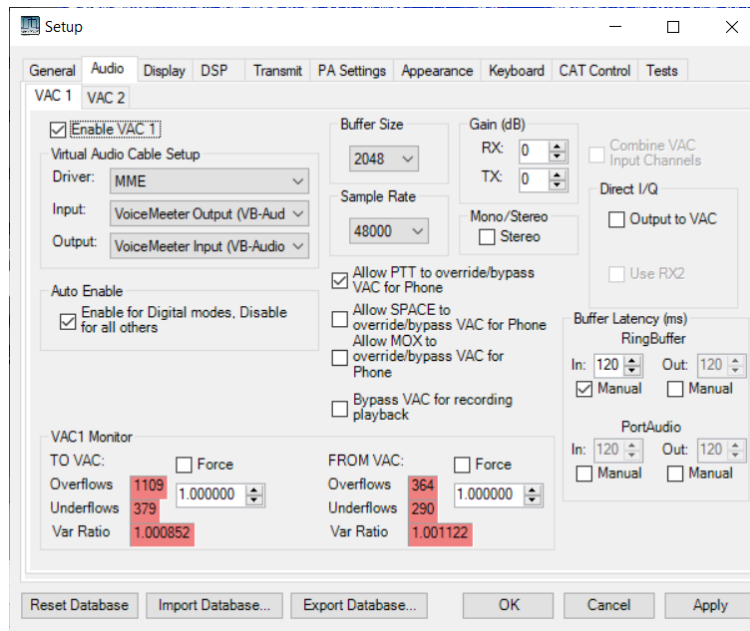 Setup
General Audio Display DSP Transmit PA Settings Appearance Keyboard CAT Control Tests
VAC 1 VAC 2
Enable VAC 1
Virtual Audio Cable Setup
Driver: MME
Input: VoiceMeeter Output (VB-Aud
Output: VoiceMeeter Input (VB-Audio
Auto Enable
Enable for Digital modes, Disable
for all others
Buffer Size
2048
Sample Rate
48000
Gain (dB)
RX: 0
TX: 0
Mono/Stereo
Stereo
Combine VAC
Input Channels
Direct I/Q
Output to VAC
Use RX2
Allow PTT to override/bypass
VAC for Phone
Allow SPACE to
override/bypass VAC for Phone
Allow MOX to
override/bypass VAC for
Phone
Bypass VAC for recording
playback
Buffer Latency (ms)
RingBuffer
In: 120 Out: 120
Manual Manual
PortAudio
In: 120 Out: 120
Manual Manual
VAC1 Monitor
TO VAC: Force
Overflows 1109 1.000000
Underflows 379
Var Ratio 1.000852
FROM VAC: Force
Overflows 364 1.000000
Underflows 290
Var Ratio 1.001122
Reset Database Import Database... Export Database... OK Cancel Apply